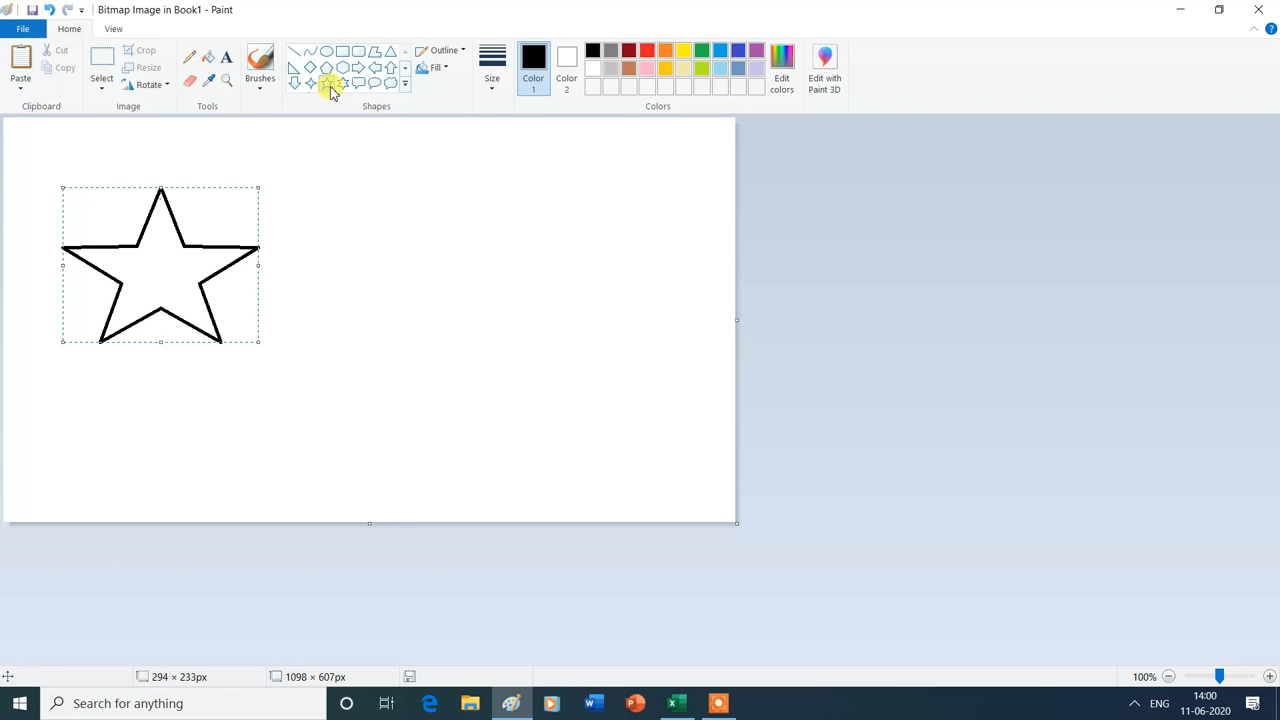 Bitmap Image in Book1 - Paint
File
Home
View
Paste
Cut
Copy
Clipboard
Select
Crop
Resize
Rotate
Image
A
Tools
Brushes
Outline
Fill
Shapes
Size
Color
1
Color
2
Edit
colors
Colors
Edit with
Paint 3D
294 × 233px
1098 × 607px
100%
Search for anything
ENG
14:00
11-06-2020